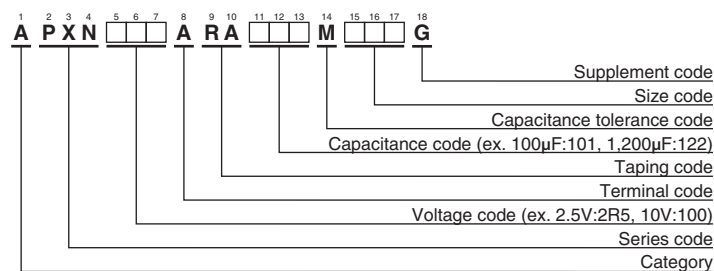 1 2 3 4 5 6 7 8 9 10 11 12 13 14 15 16 17 18
A P X N □□□ A R A □□□ M □□□ G
Supplement code
Size code
Capacitance tolerance code
Capacitance code (ex. 100µF:101, 1,200µF:122)
Taping code
Terminal code
Voltage code (ex. 2.5V:2R5, 10V:100)
Series code
Category